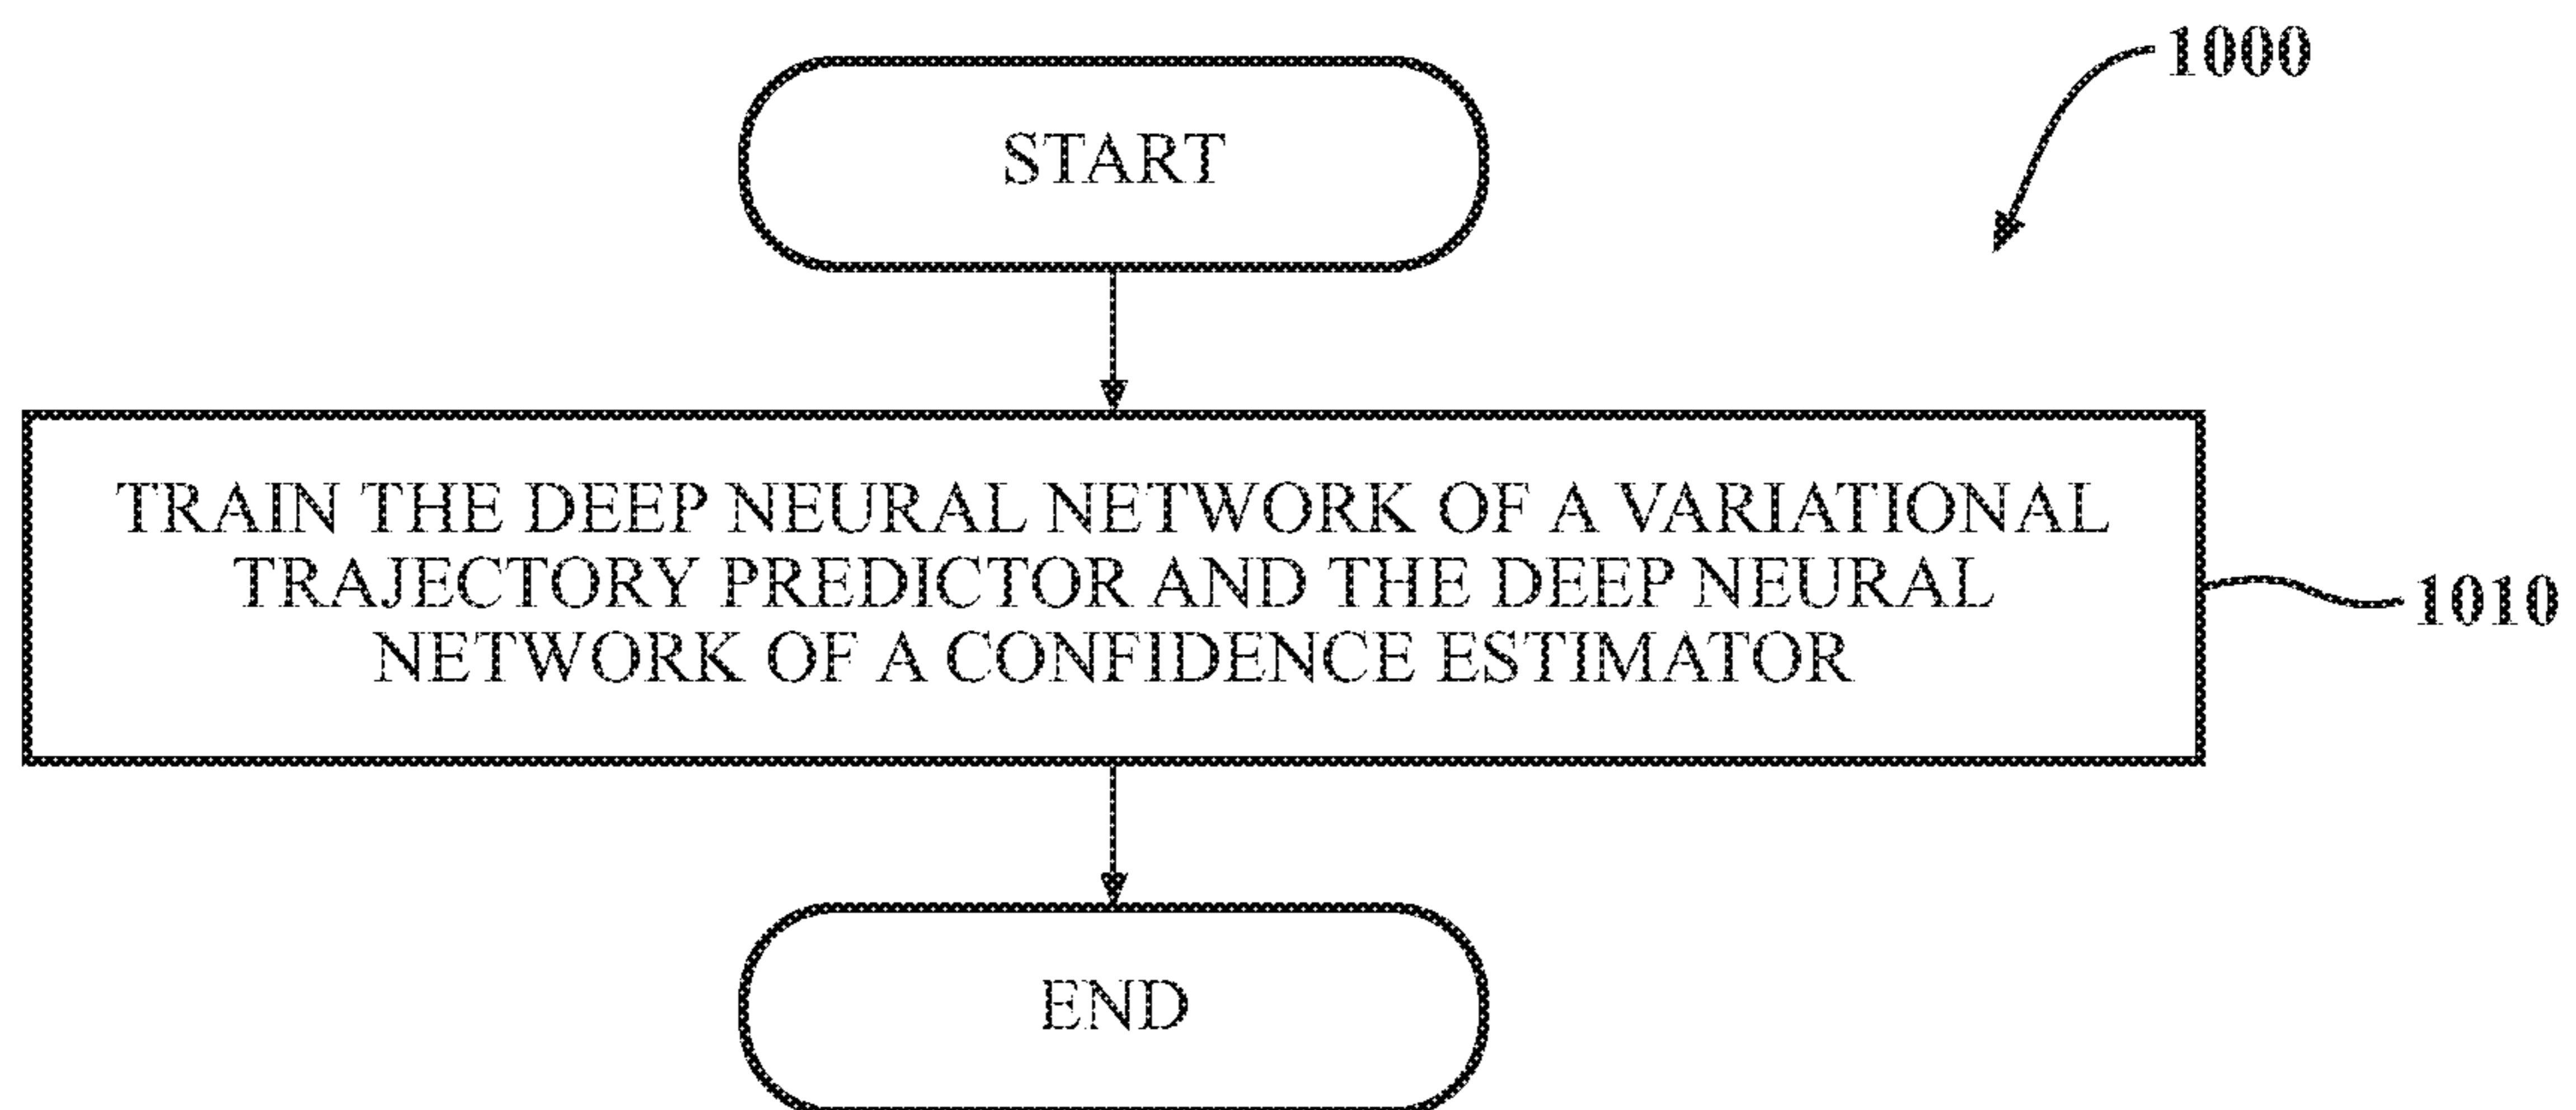 1000
START
TRAIN THE DEEP NEURAL NETWORK OF A VARIATIONAL
TRAJECTORY PREDICTOR AND THE DEEP NEURAL
NETWORK OF A CONFIDENCE ESTIMATOR
1010
END